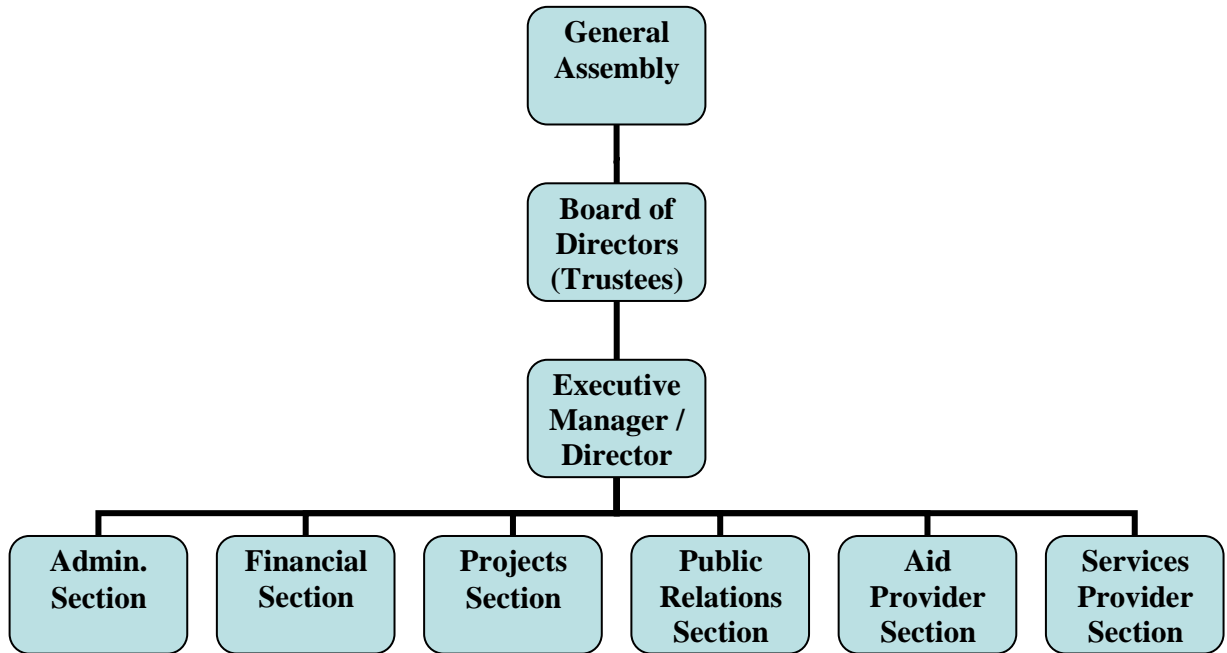 General
Assembly
Board of
Directors
(Trustees)
Executive
Manager /
Director
Admin.
Section
Financial
Section
Projects
Section
Public
Relations
Section
Aid
Provider
Section
Services
Provider
Section